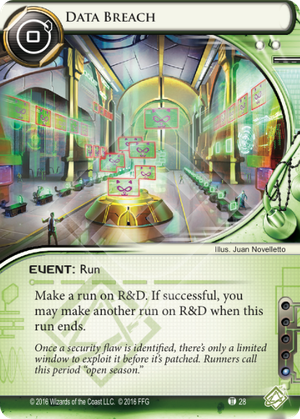 DATA BREACH
0
Illus. Juan Novelletto
EVENT: Run
Make a run on R&D. If successful, you
may make another run on R&D when this
run ends.
Once a security flaw is identified, there's only a limited
window to exploit it before it's patched. Runners call
this period "open season."
© 2016 Wizards of the Coast LLC. © 2016 FFG
28